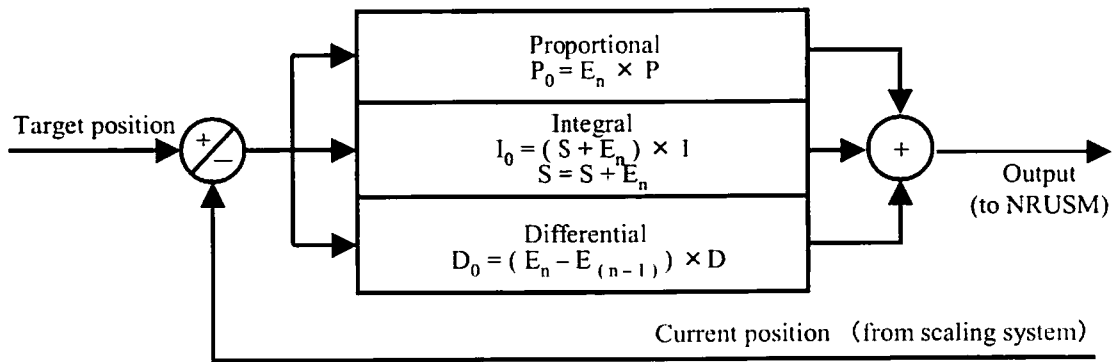 Proportional
P₀ = Eₙ × P
Target position
+
−
Integral
I₀ = ( S + Eₙ ) × I
S = S + Eₙ
+
Output
(to NRUSM)
Differential
D₀ = ( Eₙ − E₍ₙ₋₁₎ ) × D
Current position (from scaling system)